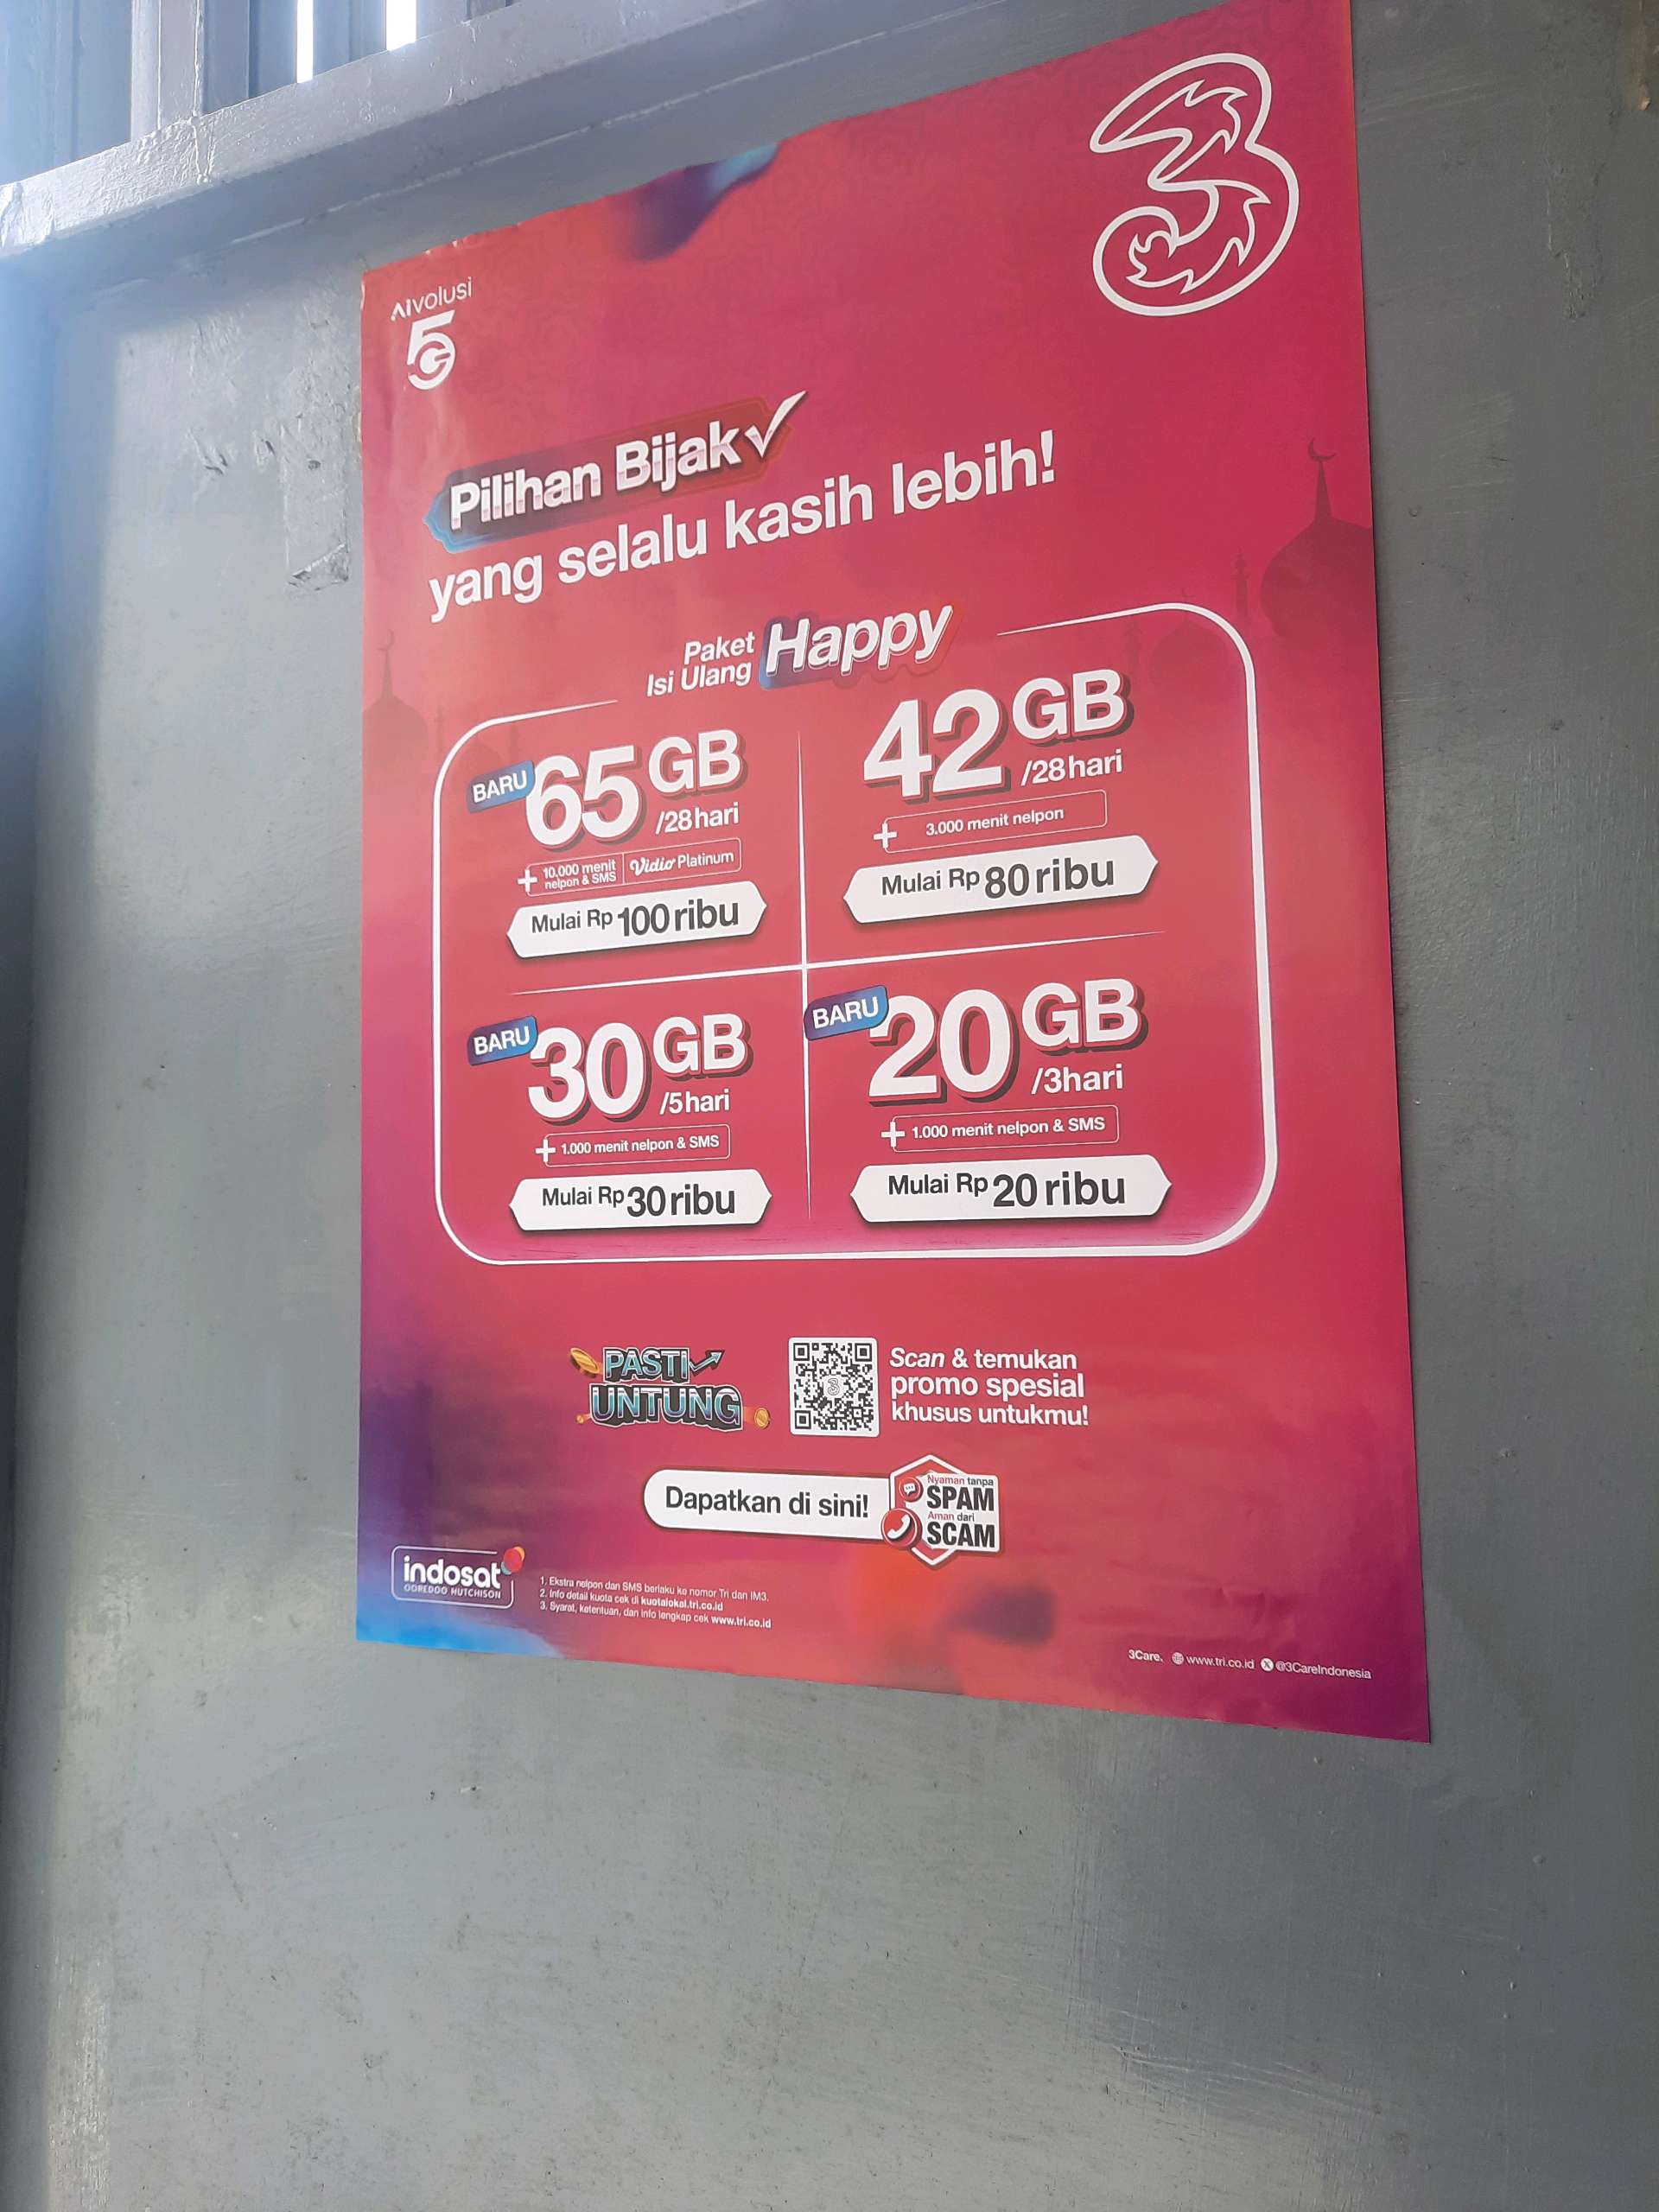 AIvolusi
5G
3
Pilihan Bijak
yang selalu kasih lebih!
Paket
Isi Ulang Happy
BARU 65 GB
/28hari
+ 10.000 menit
nelpon & SMS
Vidio Platinum
Mulai Rp 100 ribu
42 GB
/28hari
+ 3.000 menit nelpon
Mulai Rp 80 ribu
BARU 30 GB
/5hari
+ 1.000 menit nelpon & SMS
Mulai Rp 30 ribu
BARU 20 GB
/3hari
+ 1.000 menit nelpon & SMS
Mulai Rp 20 ribu
PASTI
UNTUNG
3
Scan & temukan
promo spesial
khusus untukmu!
Dapatkan di sini!
Nyaman tanpa
SPAM
Aman dari
SCAM
indosat
OOREDOO HUTCHISON
1. Ekstra nelpon dan SMS berlaku ke nomor Tri dan IM3.
2. Info detail kuota cek di kuotalokal.tri.co.id
3. Syarat, ketentuan, dan info lengkap cek www.tri.co.id
3Care. www.tri.co.id X @3CareIndonesia